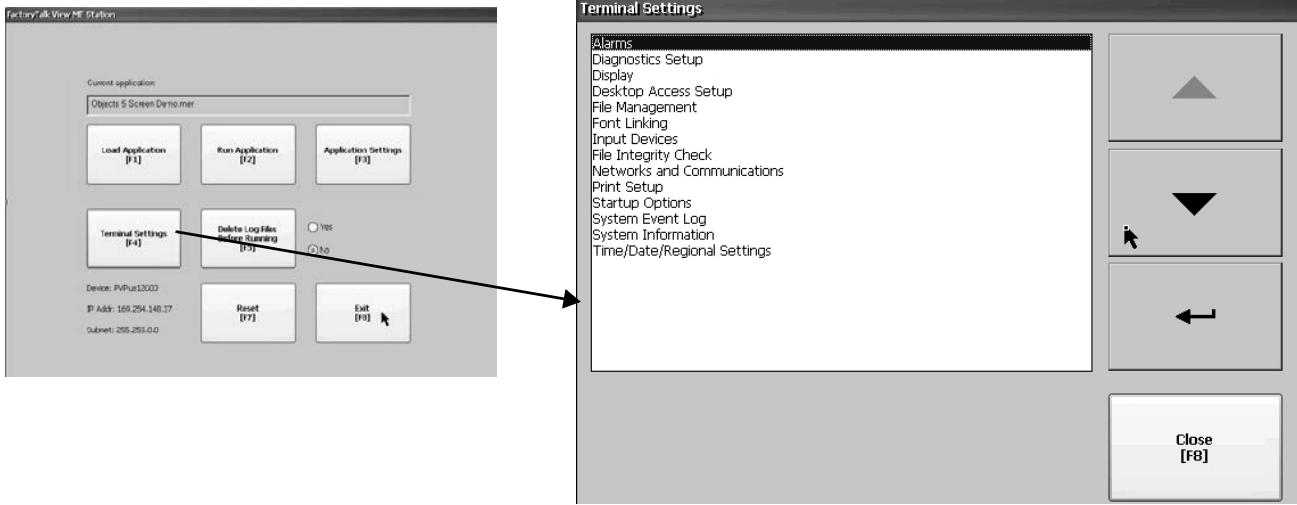 FactoryTalk View ME Station
Current application:
Objects 5 Screen Demo.mer
Load Application
[F1]
Run Application
[F2]
Application Settings
[F3]
Terminal Settings
[F4]
Delete Log Files
Before Running
[F5]
Yes
No
Device: PVPlus12000
IP Addr: 169.254.148.37
Subnet: 255.255.0.0
Reset
[F7]
Exit
[F8]
Terminal Settings
Alarms
Diagnostics Setup
Display
Desktop Access Setup
File Management
Font Linking
Input Devices
File Integrity Check
Networks and Communications
Print Setup
Startup Options
System Event Log
System Information
Time/Date/Regional Settings
Close
[F8]